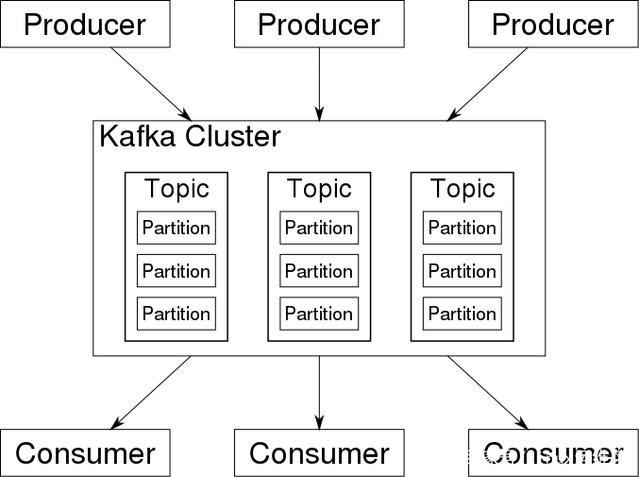 Producer
Producer
Producer
Kafka Cluster
Topic
Topic
Topic
Partition
Partition
Partition
Partition
Partition
Partition
Partition
Partition
Partition
Consumer
Consumer
Consumer